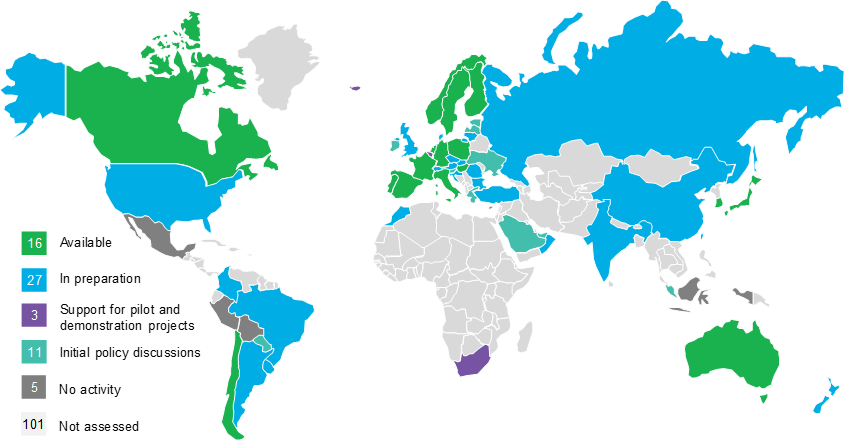 16 Available
27 In preparation
3 Support for pilot and
demonstration projects
11 Initial policy discussions
5 No activity
101 Not assessed